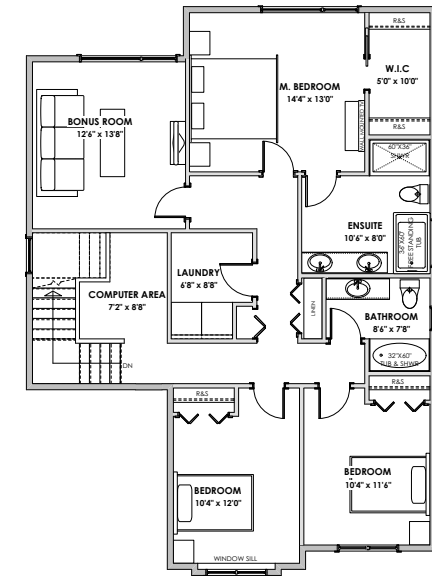 R&S
W.I.C
5'0" x 10'0"
R&S
M. BEDROOM
14'4" x 13'0"
WALL MOUNTED TV
BONUS ROOM
12'6" x 13'8"
60"X36"
SHWR
ENSUITE
10'6" x 8'0"
36"X60"
FREE STANDING
TUB
LAUNDRY
6'8" x 8'8"
COMPUTER AREA
7'2" x 8'8"
LINEN
BATHROOM
8'6" x 7'8"
32"X60"
TUB & SHWR
DN
R&S
R&S
BEDROOM
10'4" x 11'6"
BEDROOM
10'4" x 12'0"
WINDOW SILL